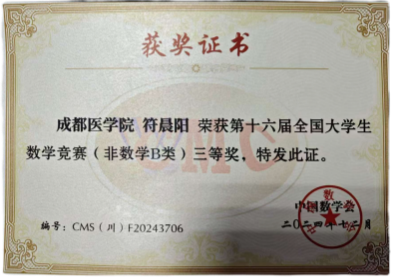 获奖证书
成都医学院 符晨阳 荣获第十六届全国大学生
数学竞赛（非数学B类）三等奖，特发此证。
中国数学会
编号：CMS（川）F20243706
二〇二四年十二月